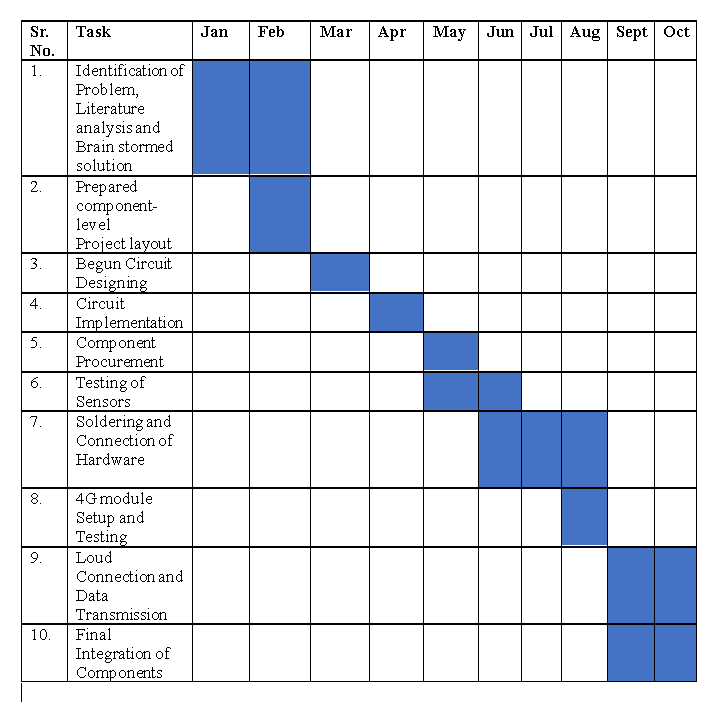 Sr. Task Jan Feb Mar Apr May Jun Jul Aug Sept Oct
No.
1. Identification of
Problem,
Literature
analysis and
Brain stormed
solution
2. Prepared
component-
level
Project layout
3. Begun Circuit
Designing
4. Circuit
Implementation
5. Component
Procurement
6. Testing of
Sensors
7. Soldering and
Connection of
Hardware
8. 4G module
Setup and
Testing
9. Loud
Connection and
Data
Transmission
10. Final
Integration of
Components